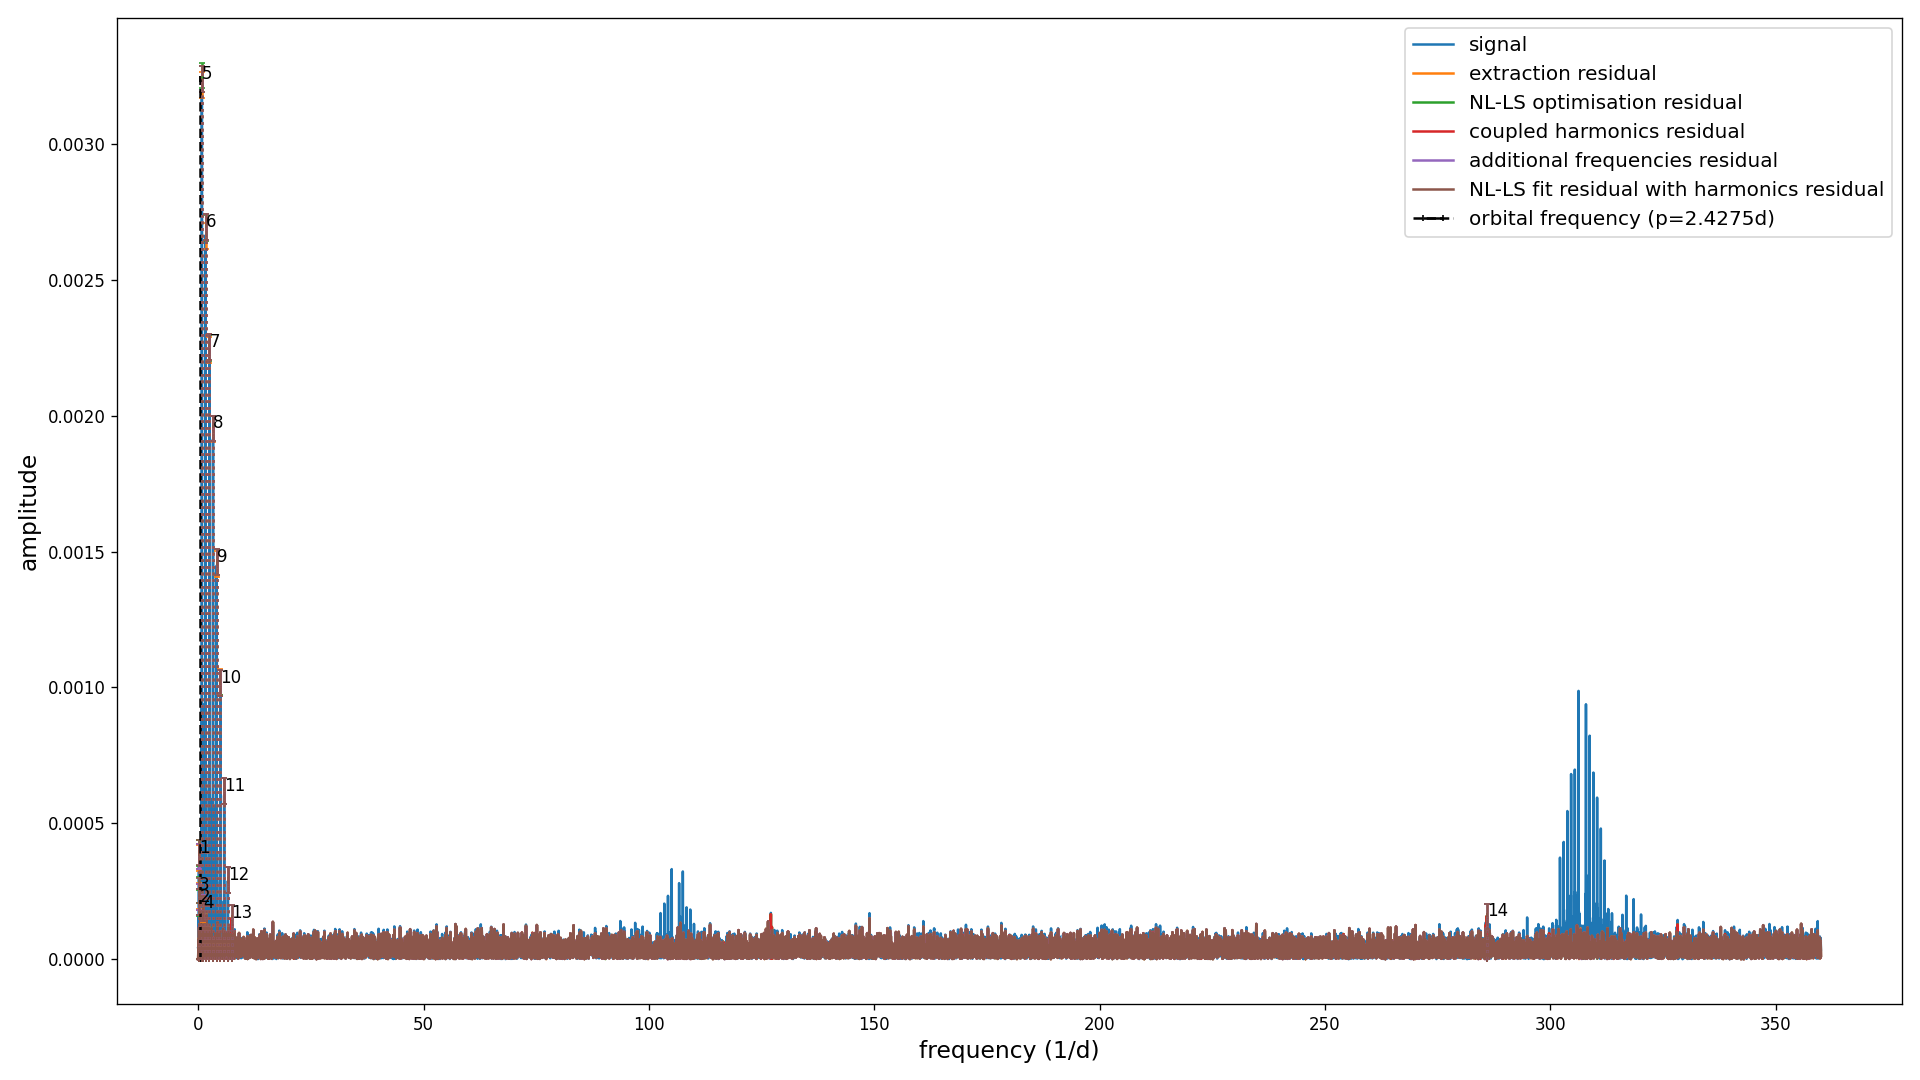 signal
extraction residual
NL-LS optimisation residual
coupled harmonics residual
additional frequencies residual
NL-LS fit residual with harmonics residual
orbital frequency (p=2.4275d)
amplitude
0.0030
0.0025
0.0020
0.0015
0.0010
0.0005
0.0000
5
6
7
8
9
10
11
1
12
3
2
4
13
14
0 50 100 150 200 250 300 350
frequency (1/d)